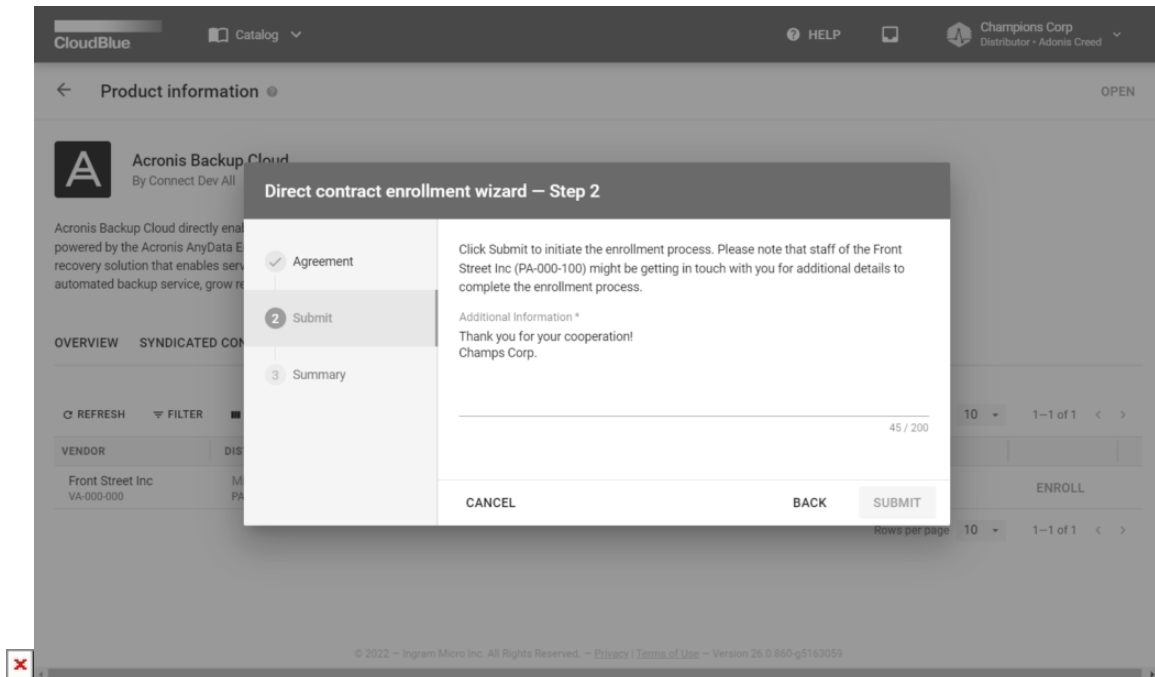 CloudBlue
Catalog
HELP
Champions Corp
Distributor • Adonis Creed
Product information
OPEN
Acronis Backup Cloud
By Connect Dev All
Direct contract enrollment wizard — Step 2
Acronis Backup Cloud directly enal
powered by the Acronis AnyData E
recovery solution that enables serv
automated backup service, grow re
Agreement
2 Submit
3 Summary
Click Submit to initiate the enrollment process. Please note that staff of the Front
Street Inc (PA-000-100) might be getting in touch with you for additional details to
complete the enrollment process.
Additional Information *
Thank you for your cooperation!
Champs Corp.
45 / 200
CANCEL
BACK
SUBMIT
OVERVIEW SYNDICATED CON
REFRESH FILTER
10 1–1 of 1
VENDOR DIS
Front Street Inc
VA-000-000 PA
ENROLL
Rows per page 10 1–1 of 1
© 2022 – Ingram Micro Inc. All Rights Reserved. – Privacy | Terms of Use – Version 26.0.860-g5163059